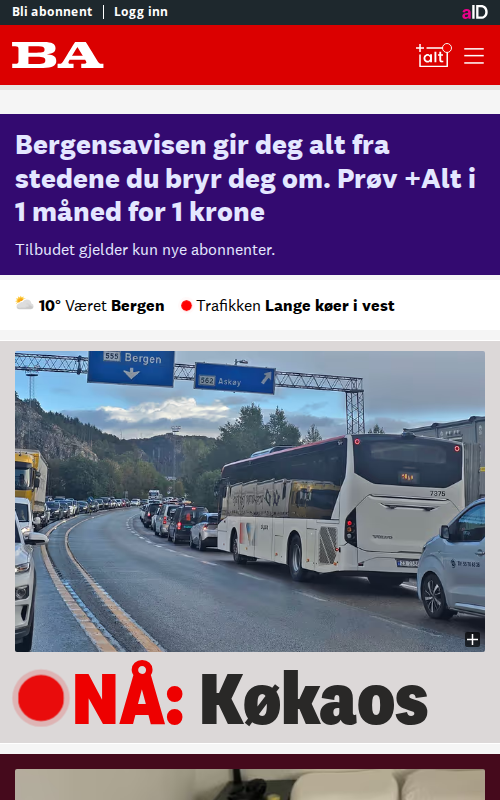 Bli abonnent | Logg inn
aID
BA
+alt
Bergensavisen gir deg alt fra
stedene du bryr deg om. Prøv +Alt i
1 måned for 1 krone
Tilbudet gjelder kun nye abonnenter.
10° Været Bergen
Trafikken Lange køer i vest
555 Bergen
562 Askøy
7375
NÅ: Køkaos